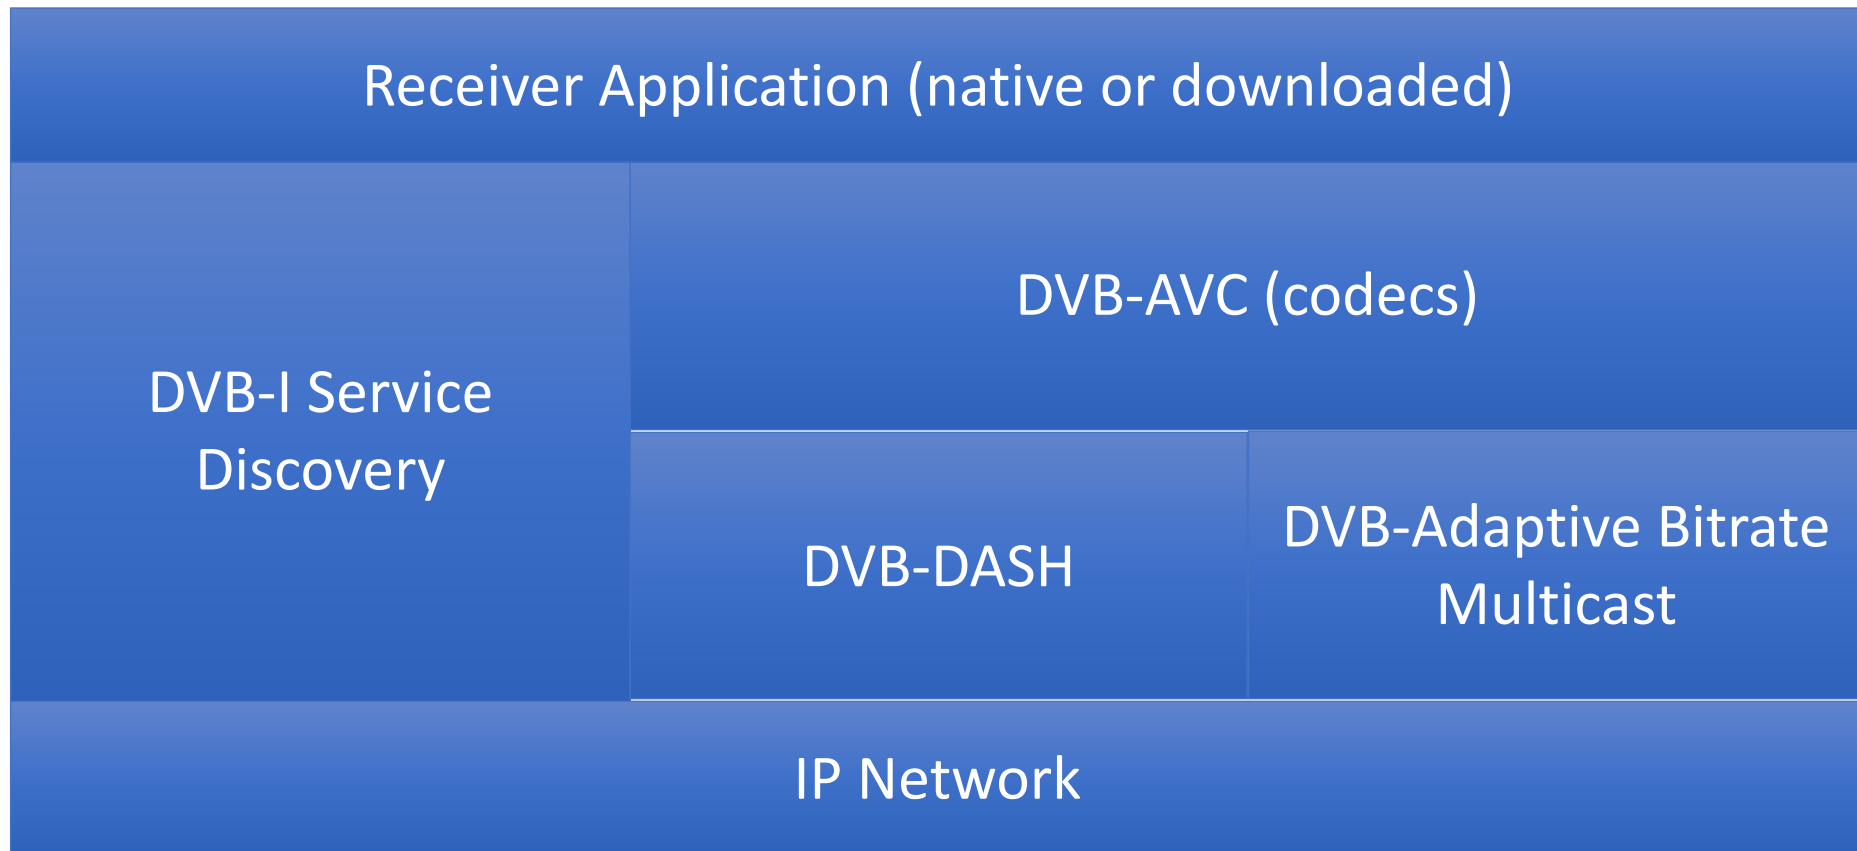 Receiver Application (native or downloaded)
DVB-AVC (codecs)
DVB-I Service
Discovery
DVB-DASH
DVB-Adaptive Bitrate
Multicast
IP Network